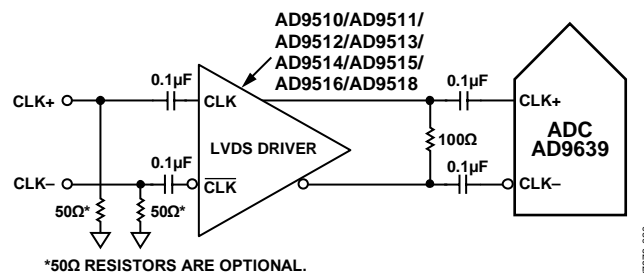 AD9510/AD9511/
AD9512/AD9513/
AD9514/AD9515/
AD9516/AD9518
0.1µF
0.1µF
CLK+
CLK
CLK+
ADC
AD9639
LVDS DRIVER
100Ω
0.1µF
0.1µF
CLK–
CLK
CLK–
50Ω*
50Ω*
*50Ω RESISTORS ARE OPTIONAL.